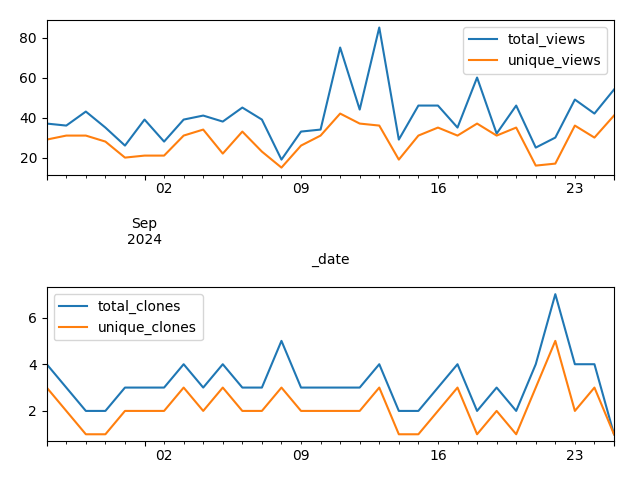 80
60
40
20
total_views
unique_views
02
09
16
23
Sep
2024
_date
6
4
2
total_clones
unique_clones
02
09
16
23